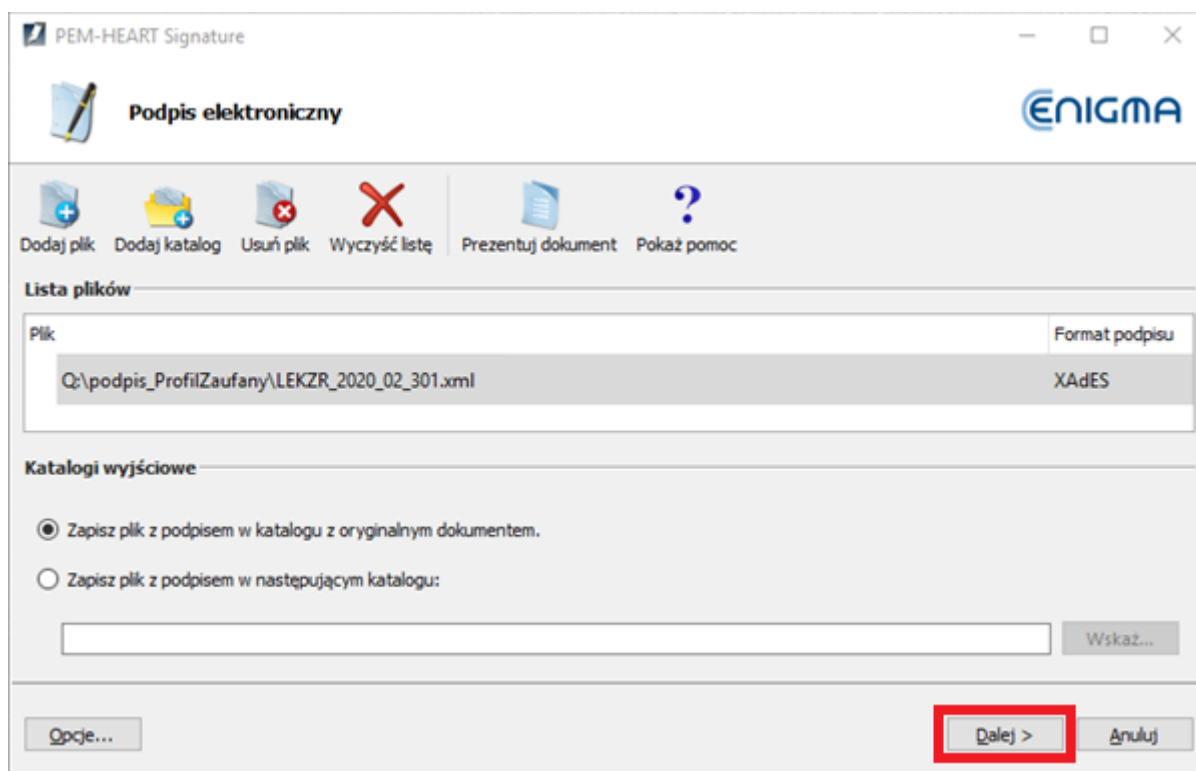 PEM-HEART Signature
Podpis elektroniczny
ENIGMA
Dodaj plik Dodaj katalog Usuń plik Wyczyść listę Prezentuj dokument Pokaż pomoc
Lista plików
Plik Format podpisu
Q:\podpis_ProfilZaufany\LEKZR_2020_02_301.xml XAdES
Katalogi wyjściowe
Zapisz plik z podpisem w katalogu z oryginalnym dokumentem.
Zapisz plik z podpisem w następującym katalogu:
Wskaż...
Opcje... Dalej > Anuluj